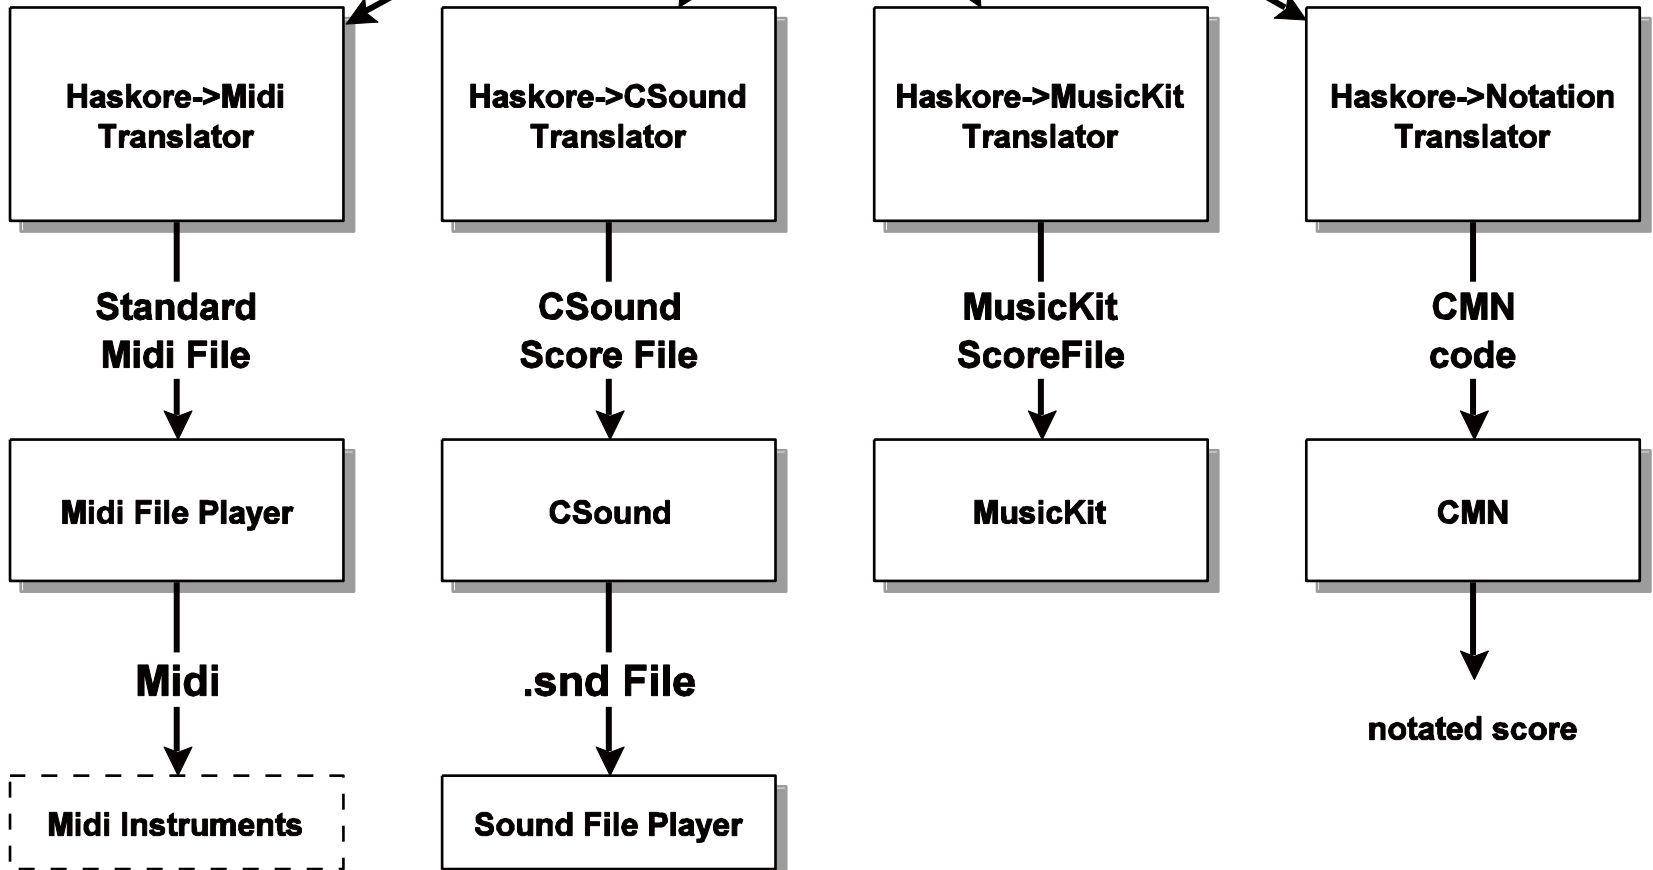 Haskore->Midi
Translator
Haskore->CSound
Translator
Haskore->MusicKit
Translator
Haskore->Notation
Translator
Standard
Midi File
CSound
Score File
MusicKit
ScoreFile
CMN
code
Midi File Player
CSound
MusicKit
CMN
Midi
.snd File
notated score
Midi Instruments
Sound File Player